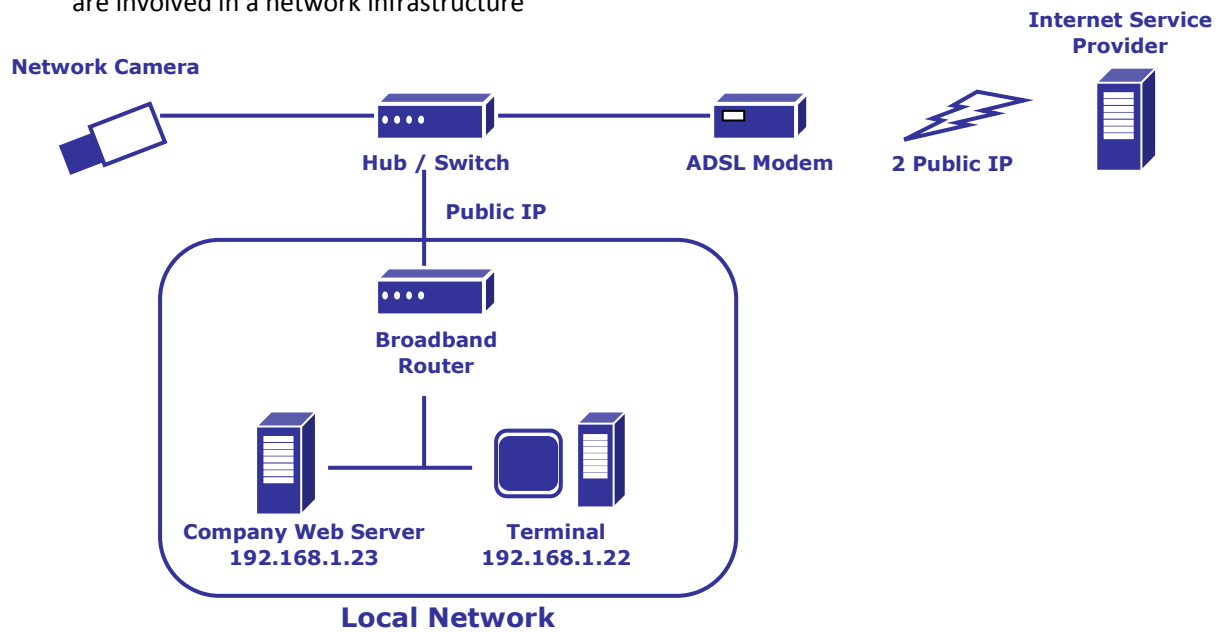 are involved in a network infrastructure
Internet Service
Provider
Network Camera
Hub / Switch
ADSL Modem
2 Public IP
Public IP
Broadband
Router
Company Web Server
192.168.1.23
Terminal
192.168.1.22
Local Network